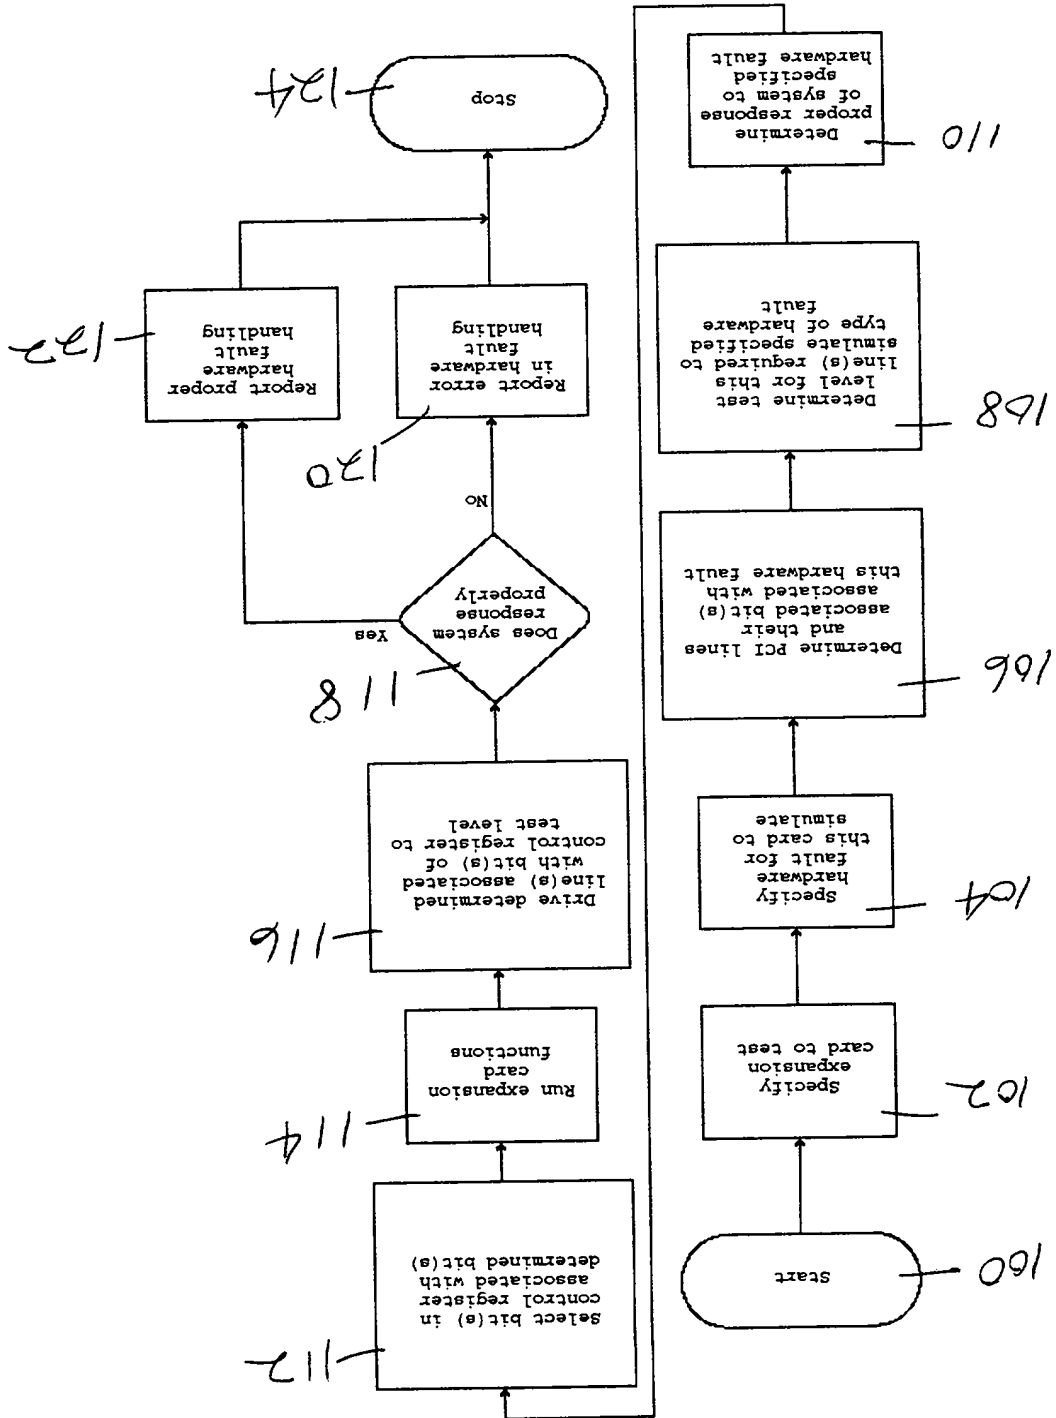 100
Start
102
Specify
expansion
card to test
104
Specify
hardware
fault for
this card to
simulate
106
Determine PCI lines
and their
associated bit(s)
associated with
this hardware fault
108
Determine test
level for this
line(s) required to
simulate specified
type of hardware
fault
110
Determine
proper response
of system to
specified
hardware fault
112
Select bit(s) in
control register
associated with
determined bit(s)
114
Run expansion
card
functions
116
Drive determined
line(s) associated
with bit(s) of
control register to
test level
118
Does system
response
properly
Yes
No
120
Report error
in hardware
fault
handling
122
Report proper
hardware
fault
handling
124
Stop